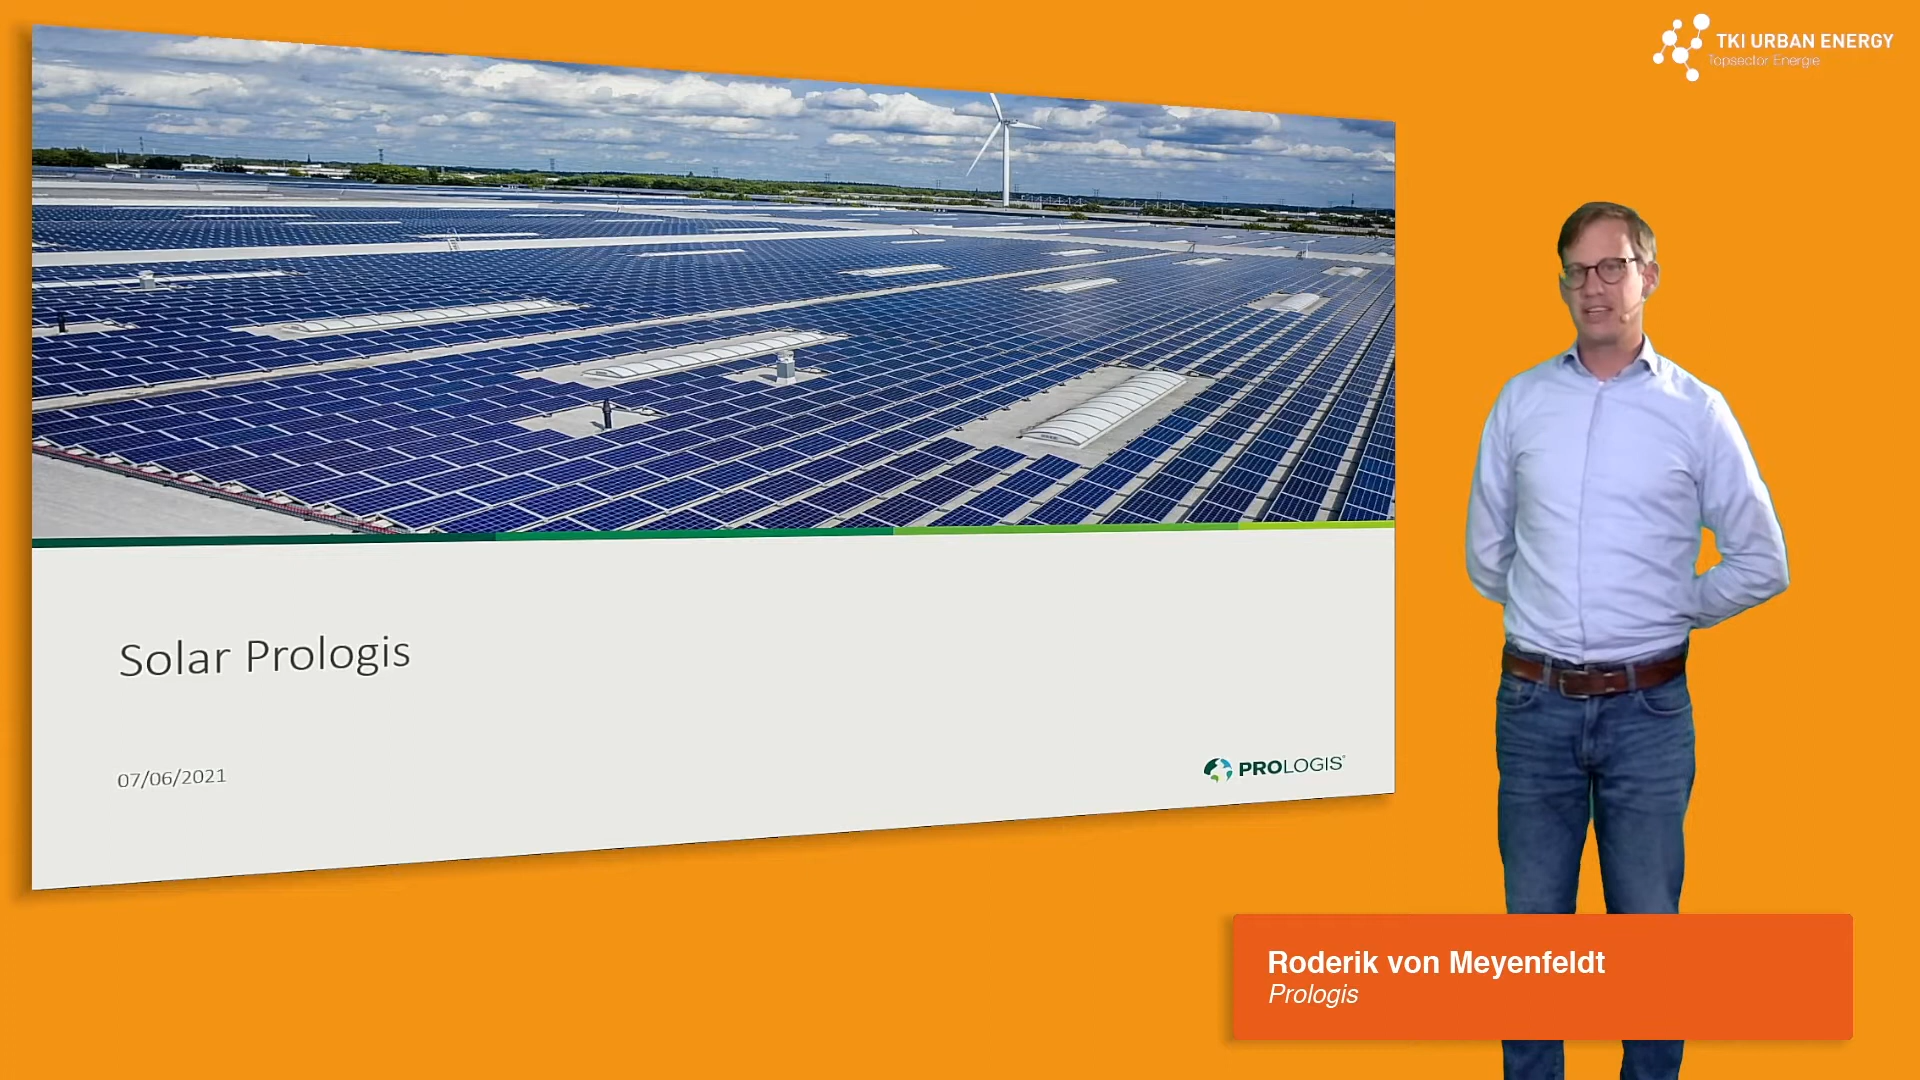 TKI URBAN ENERGY
Topsector Energie
Solar Prologis
07/06/2021
PROLOGIS
Roderik von Meyenfeldt
Prologis